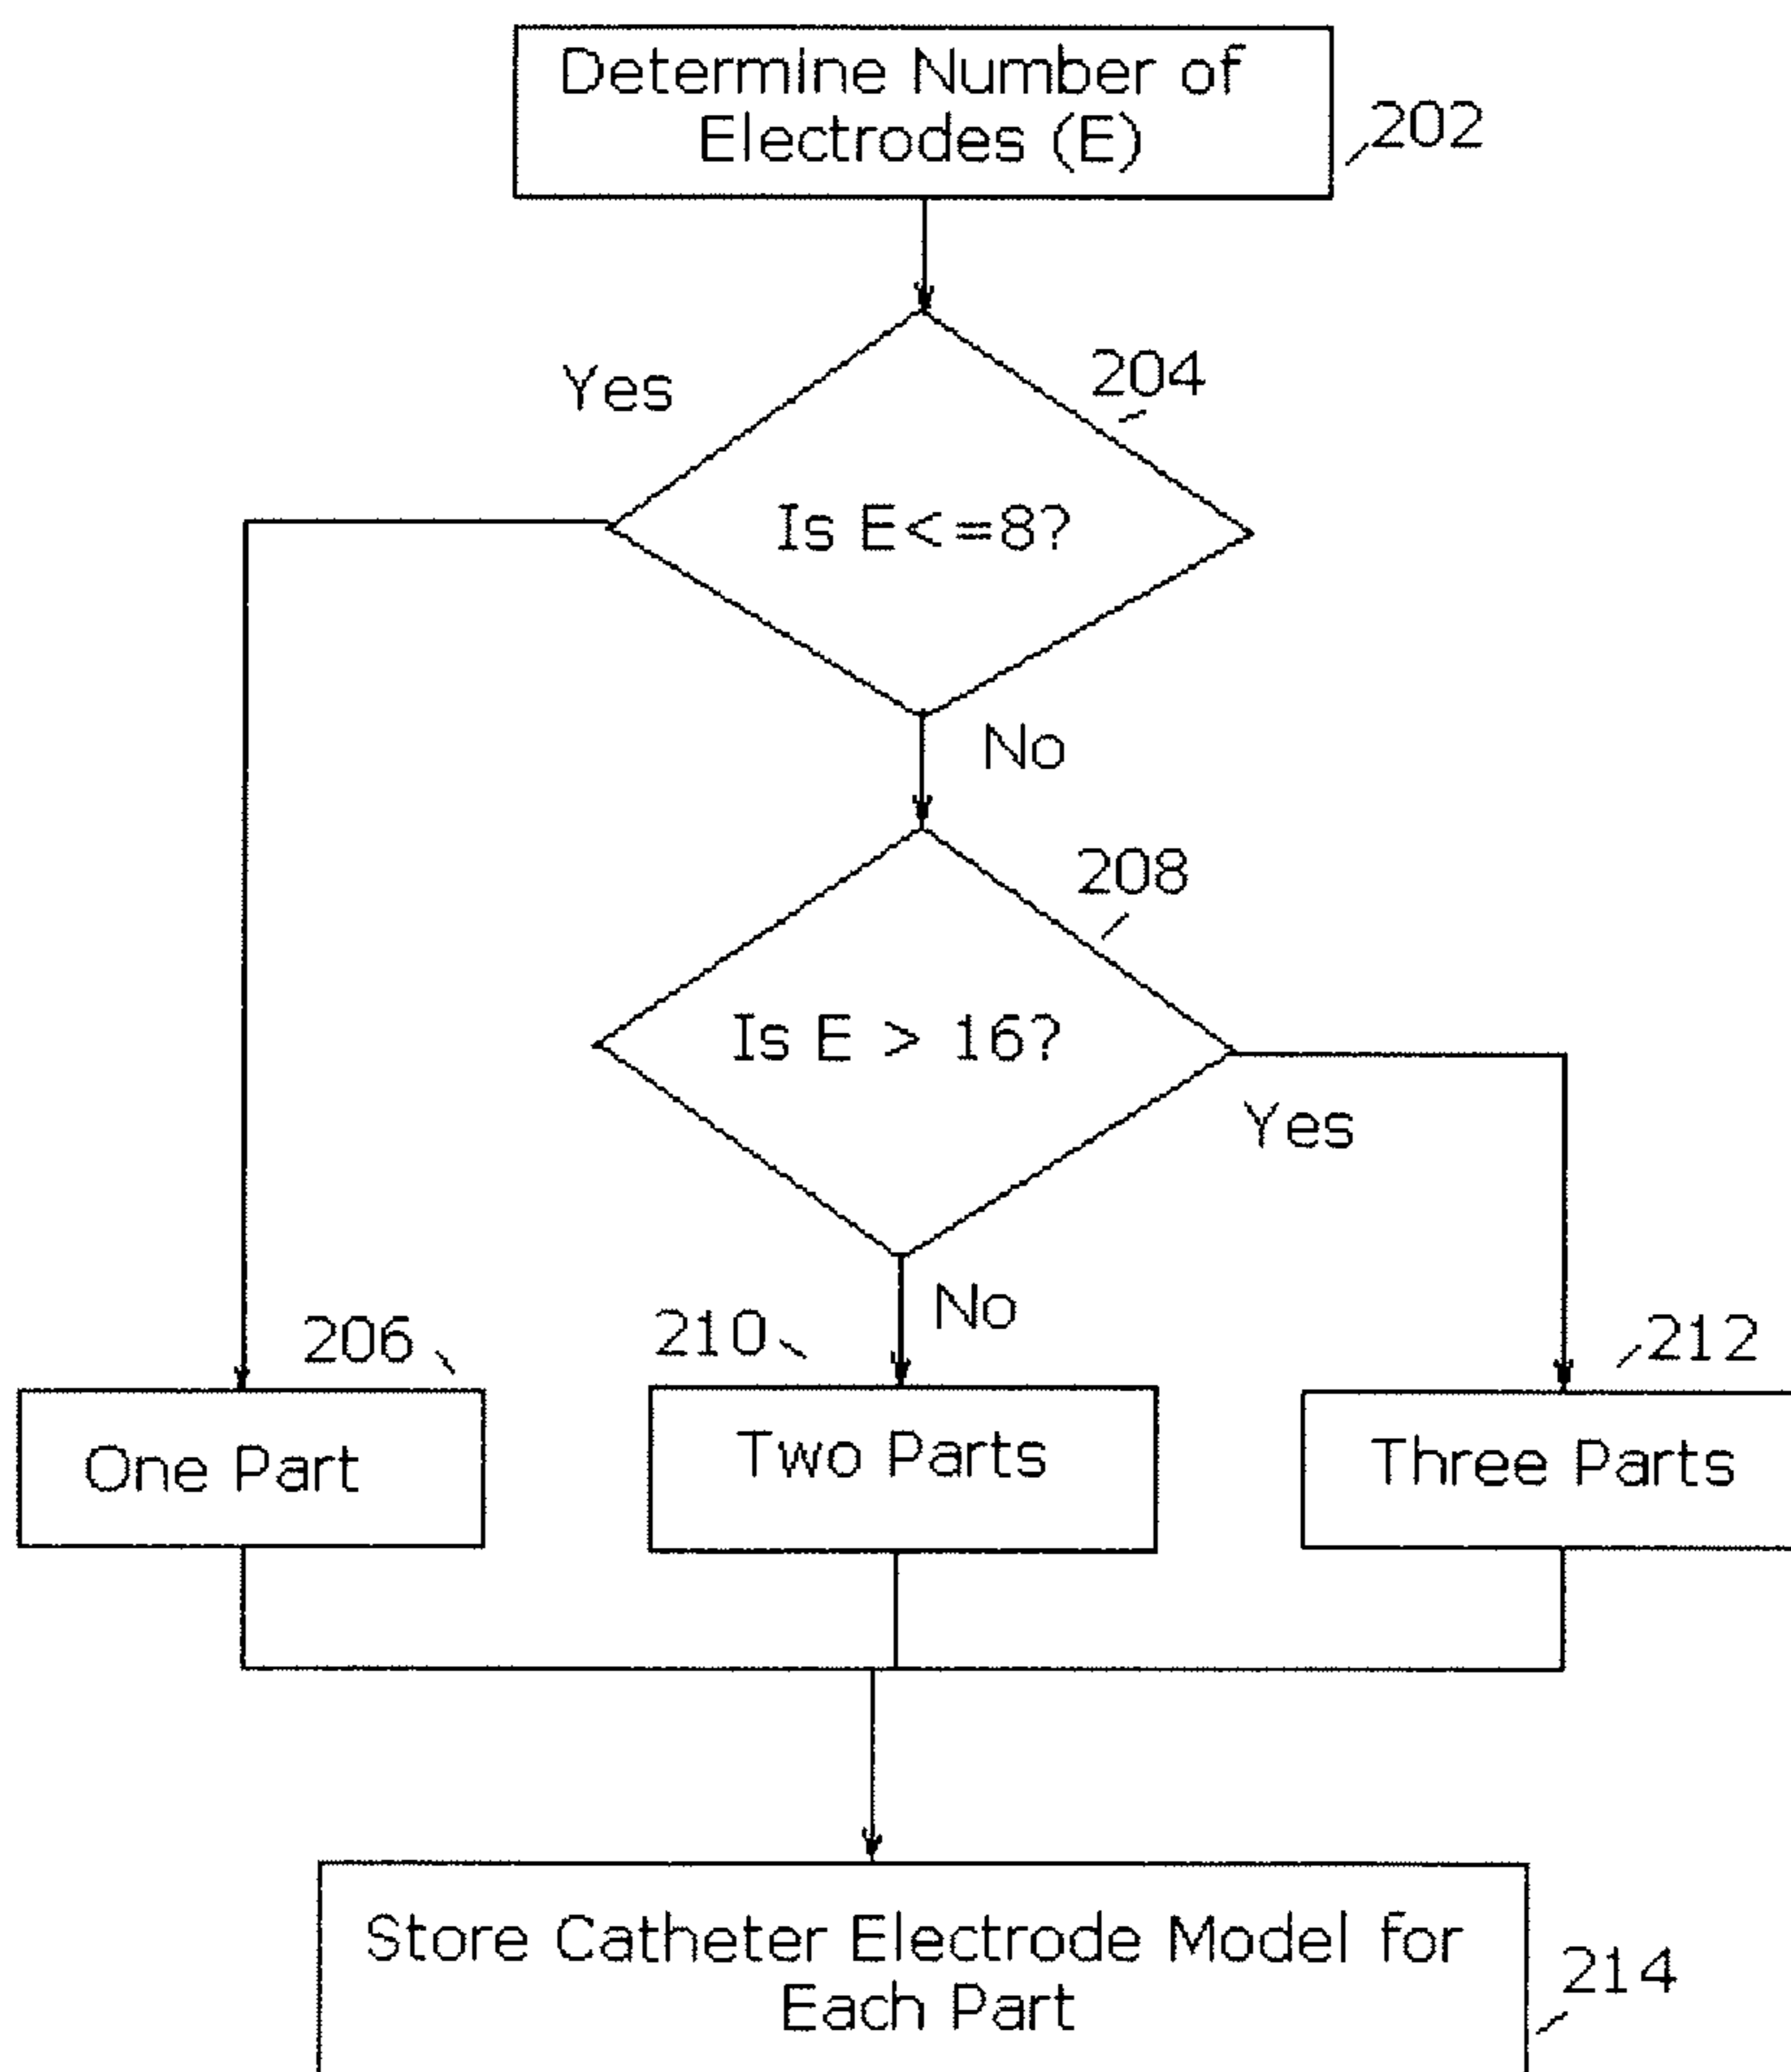 Determine Number of
Electrodes (E)
202
Yes
204
Is E<=8?
No
208
Is E > 16?
Yes
No
206
210
212
One Part
Two Parts
Three Parts
Store Catheter Electrode Model for
Each Part
214